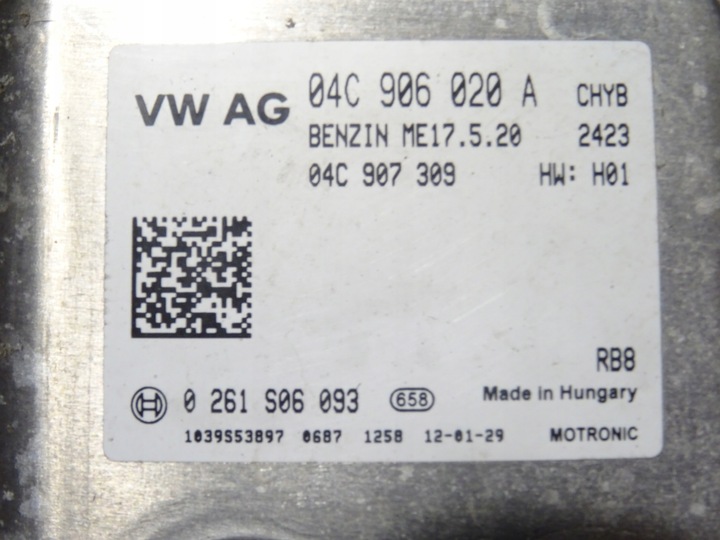 VW AG 04C 906 020 A CHYB
BENZIN ME17.5.20 2423
04C 907 309 HW: H01
RB8
0 261 S06 093 658 Made in Hungary
1039S53897 0687 1258 12-01-29 MOTRONIC